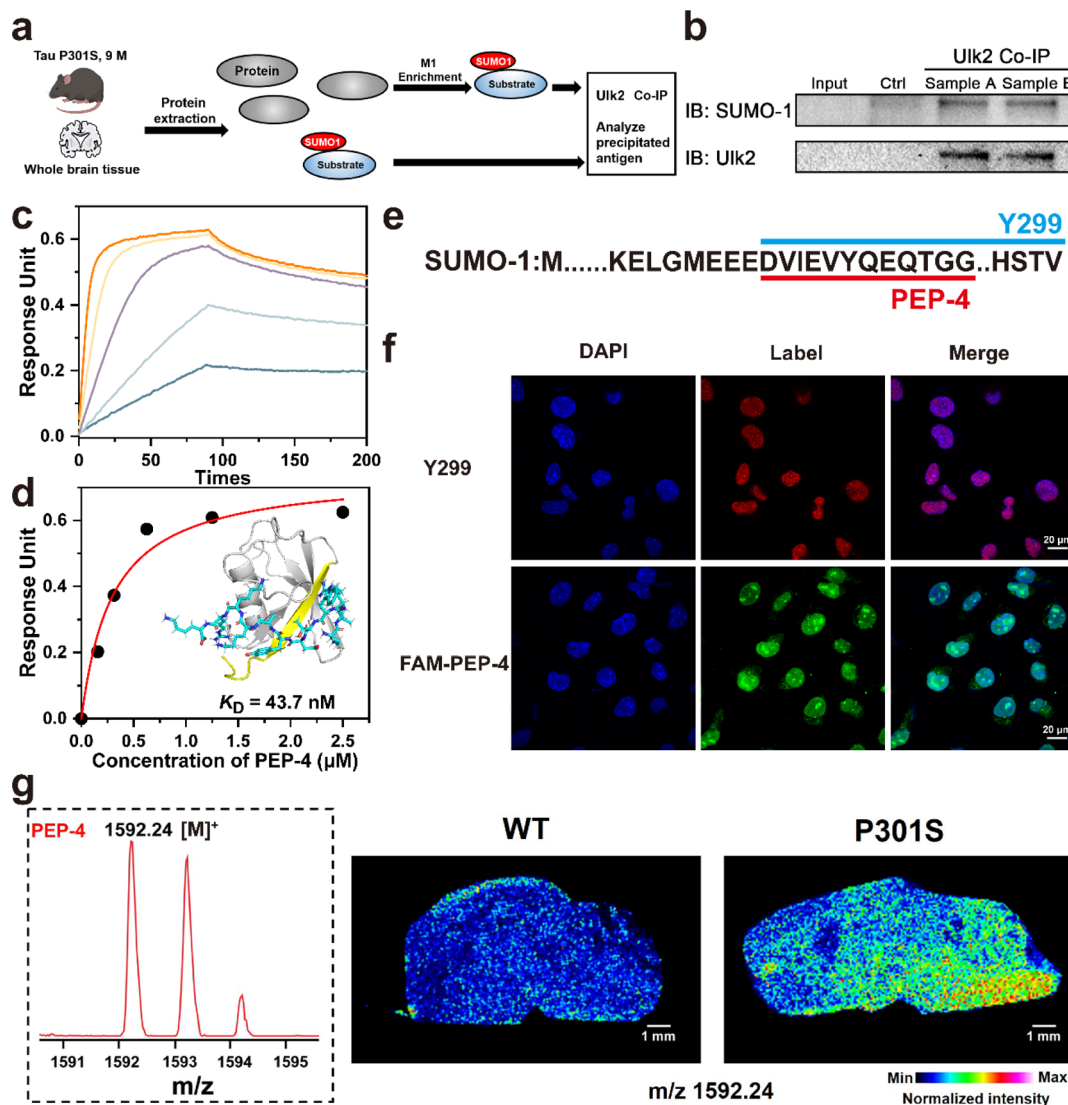 a
Tau P301S, 9 M
Whole brain tissue
Protein
extraction
Protein
SUMO1
Substrate
M1
Enrichment
SUMO1
Substrate
Ulk2 Co-IP
Analyze
precipitated
antigen
b
Ulk2 Co-IP
Input Ctrl Sample A Sample
IB: SUMO-1
IB: Ulk2
c
Response Unit
0.6
0.4
0.2
0.0
0 50 100 150 200
Times
d
Response Unit
0.6
0.4
0.2
0.0
KD = 43.7 nM
0.0 0.5 1.0 1.5 2.0 2.5
Concentration of PEP-4 (μM)
e
Y299
SUMO-1:M......KELGMEEEDVIEVYQEQTGG..HSTV
PEP-4
f
DAPI Label Merge
Y299
20 μm
FAM-PEP-4
20 μm
g
PEP-4 1592.24 [M]+
1591 1592 1593 1594 1595
m/z
WT
1 mm
P301S
1 mm
m/z 1592.24
Min Max
Normalized intensity